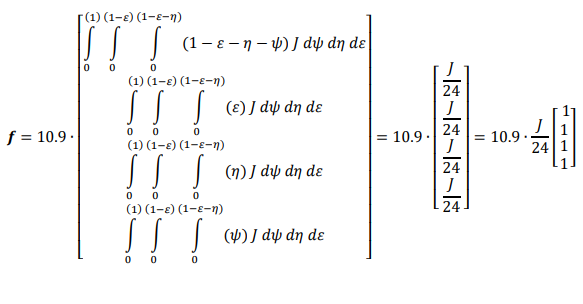 (1) (1−ε) (1−ε−η)
∫ ∫ ∫ (1 − ε − η − ψ) J dψ dη dε
0 0 0
(1) (1−ε) (1−ε−η)
∫ ∫ ∫ (ε) J dψ dη dε
0 0 0
f = 10.9 · [ ] = 10.9 · [ J/24 J/24 J/24 J/24 ] = 10.9 · J/24 [ 1 1 1 1 ]
(1) (1−ε) (1−ε−η)
∫ ∫ ∫ (η) J dψ dη dε
0 0 0
(1) (1−ε) (1−ε−η)
∫ ∫ ∫ (ψ) J dψ dη dε
0 0 0